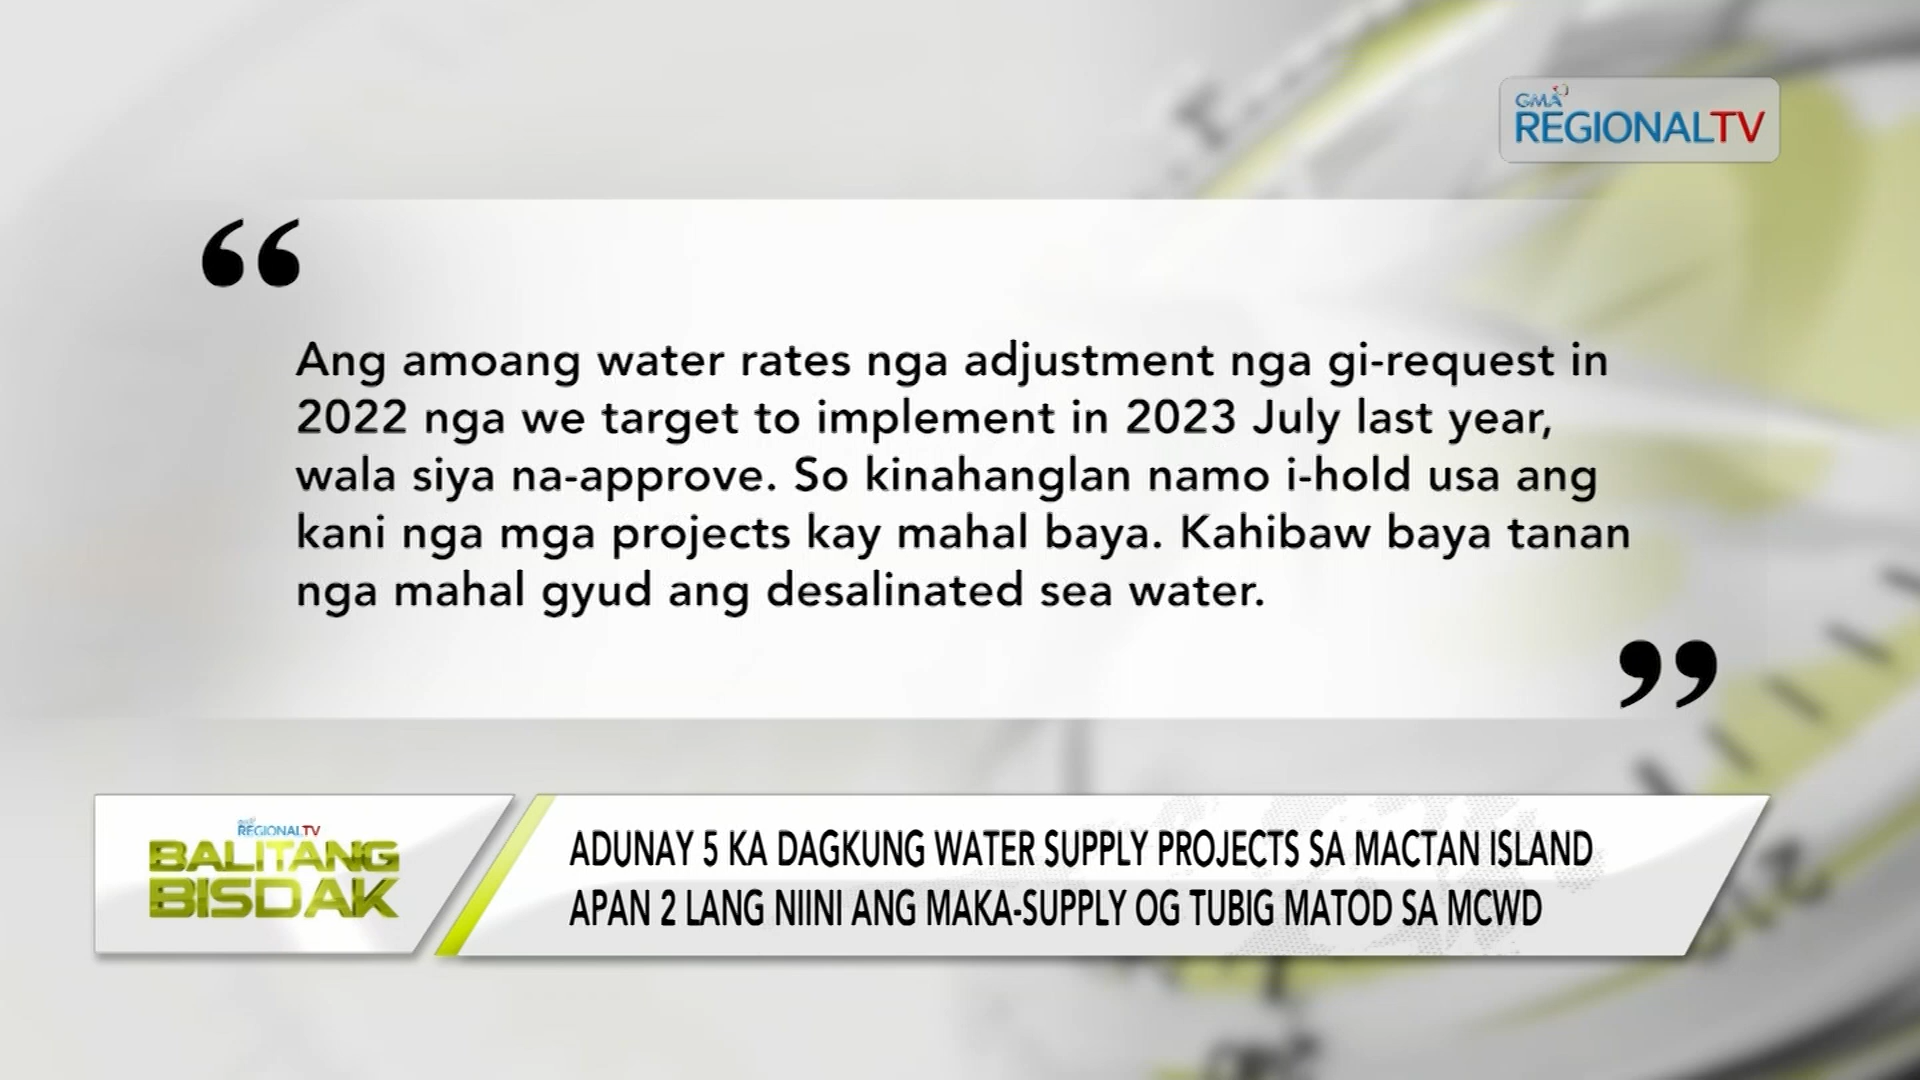 GMA
REGIONALTV
“
Ang amoang water rates nga adjustment nga gi-request in
2022 nga we target to implement in 2023 July last year,
wala siya na-approve. So kinahanglan namo i-hold usa ang
kani nga mga projects kay mahal baya. Kahibaw baya tanan
nga mahal gyud ang desalinated sea water.
”
REGIONALTV
BALITANG
BISDAK
ADUNAY 5 KA DAGKUNG WATER SUPPLY PROJECTS SA MACTAN ISLAND
APAN 2 LANG NIINI ANG MAKA-SUPPLY OG TUBIG MATOD SA MCWD